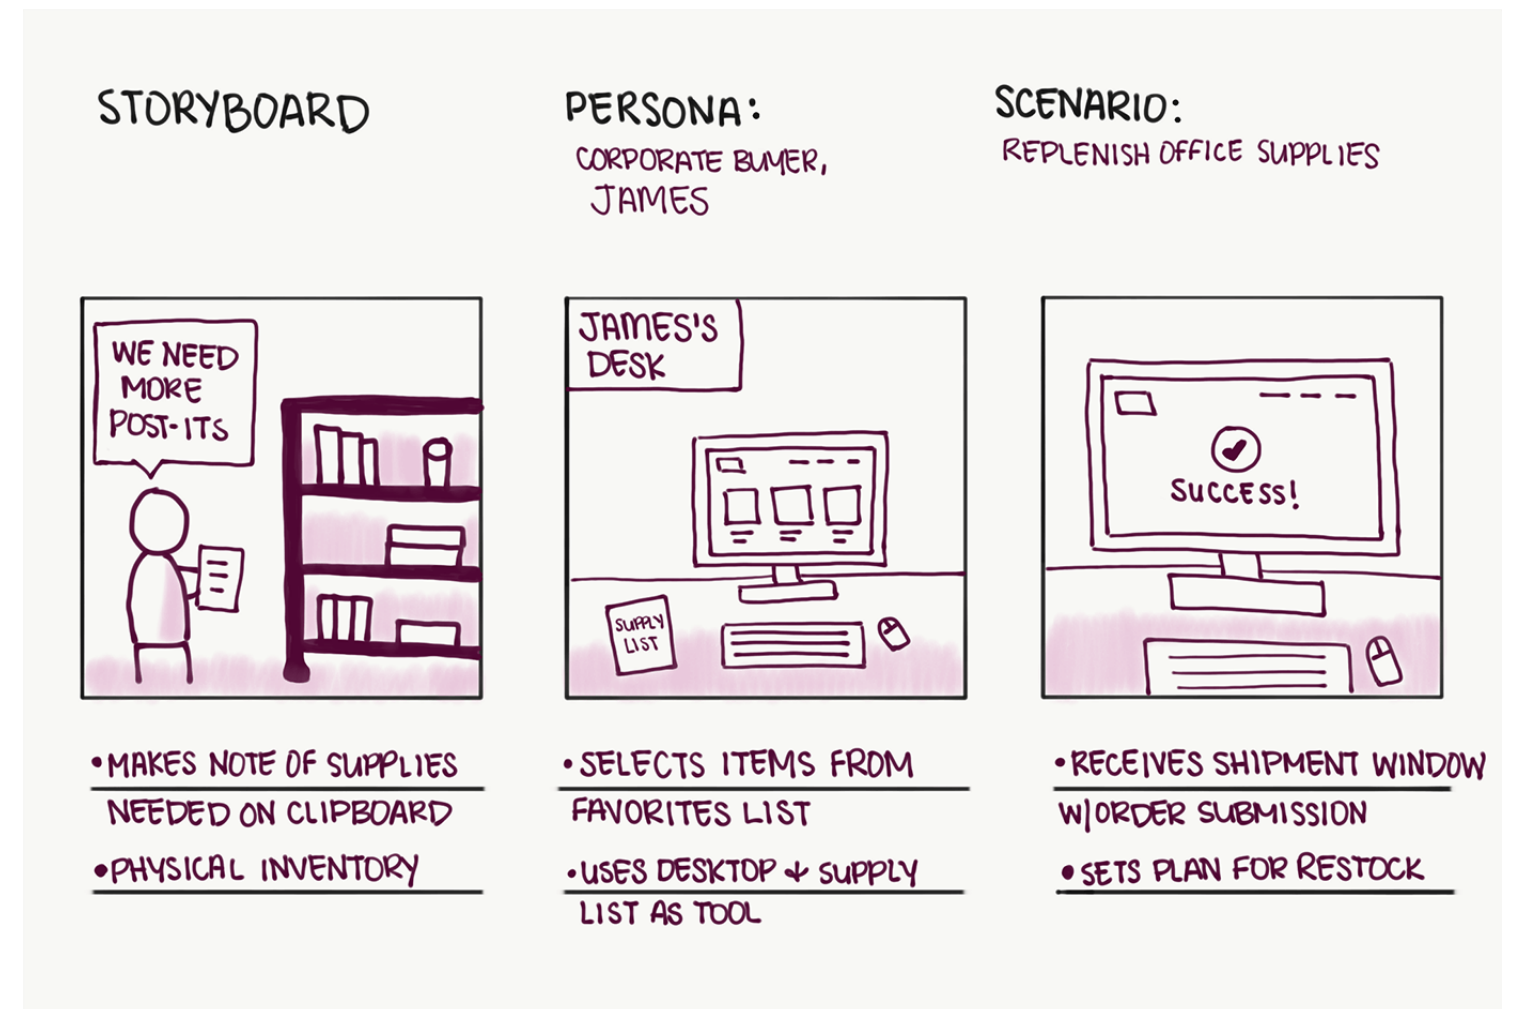 STORYBOARD
PERSONA:
CORPORATE BUYER,
JAMES
SCENARIO:
REPLENISH OFFICE SUPPLIES
WE NEED
MORE
POST-ITS
JAMES'S
DESK
SUPPLY
LIST
SUCCESS!
•MAKES NOTE OF SUPPLIES
NEEDED ON CLIPBOARD
•PHYSICAL INVENTORY
•SELECTS ITEMS FROM
FAVORITES LIST
•USES DESKTOP + SUPPLY
LIST AS TOOL
•RECEIVES SHIPMENT WINDOW
W/ORDER SUBMISSION
•SETS PLAN FOR RESTOCK